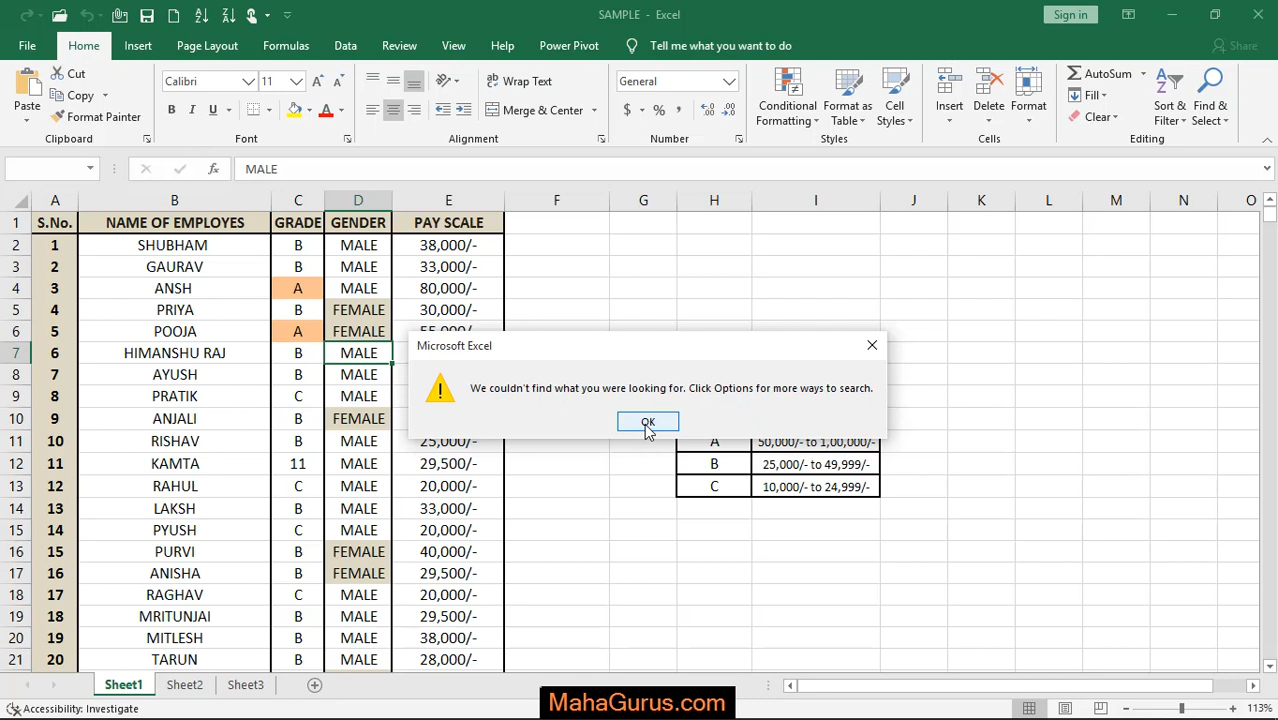 SAMPLE - Excel
Sign in
File Home Insert Page Layout Formulas Data Review View Help Power Pivot Tell me what you want to do Share
Paste
Cut
Copy
Format Painter
Clipboard
Calibri 11
B I U
Font
Wrap Text
Merge & Center
Alignment
General
$ % ,
Number
Conditional Formatting
Format as Table
Cell Styles
Styles
Insert
Delete
Format
Cells
AutoSum
Fill
Clear
Sort & Filter
Find & Select
Editing
fx MALE
A B C D E F G H I J K L M N O
1 S.No. NAME OF EMPLOYES GRADE GENDER PAY SCALE
2 1 SHUBHAM B MALE 38,000/-
3 2 GAURAV B MALE 33,000/-
4 3 ANSH A MALE 80,000/-
5 4 PRIYA B FEMALE 30,000/-
6 5 POOJA A FEMALE 55,000/-
7 6 HIMANSHU RAJ B MALE
8 7 AYUSH B MALE
9 8 PRATIK C MALE
10 9 ANJALI B FEMALE
11 10 RISHAV B MALE 25,000/- A 50,000/- to 1,00,000/-
12 11 KAMTA 11 MALE 29,500/- B 25,000/- to 49,999/-
13 12 RAHUL C MALE 20,000/- C 10,000/- to 24,999/-
14 13 LAKSH B MALE 33,000/-
15 14 PYUSH C MALE 20,000/-
16 15 PURVI B FEMALE 40,000/-
17 16 ANISHA B FEMALE 29,500/-
18 17 RAGHAV C MALE 20,000/-
19 18 MRITUNJAI B MALE 29,500/-
20 19 MITLESH B MALE 38,000/-
21 20 TARUN B MALE 28,000/-
Microsoft Excel
We couldn't find what you were looking for. Click Options for more ways to search.
OK
Sheet1 Sheet2 Sheet3
Accessibility: Investigate
MahaGurus.com
113%